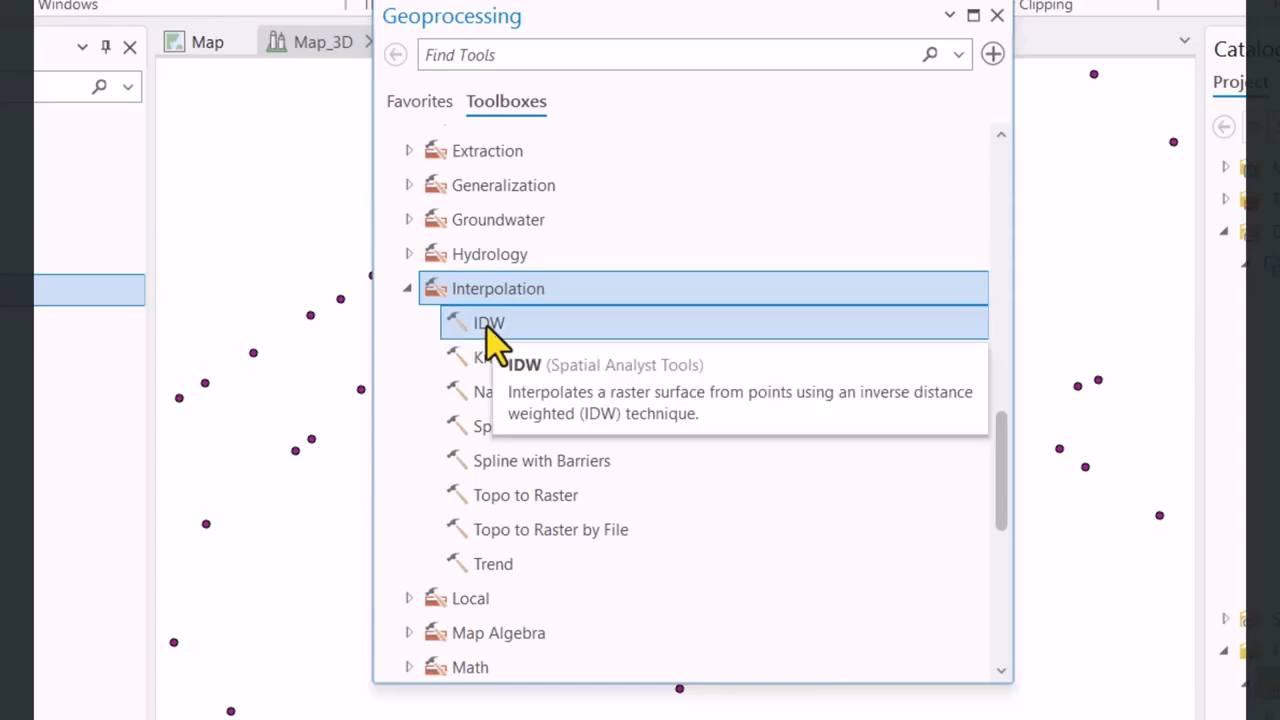 Windows
Clipping
Geoprocessing
Map
Map_3D
Find Tools
Project
Favorites
Toolboxes
Extraction
Generalization
Groundwater
Hydrology
Interpolation
IDW
IDW (Spatial Analyst Tools)
Interpolates a raster surface from points using an inverse distance
weighted (IDW) technique.
Spline with Barriers
Topo to Raster
Topo to Raster by File
Trend
Local
Map Algebra
Math